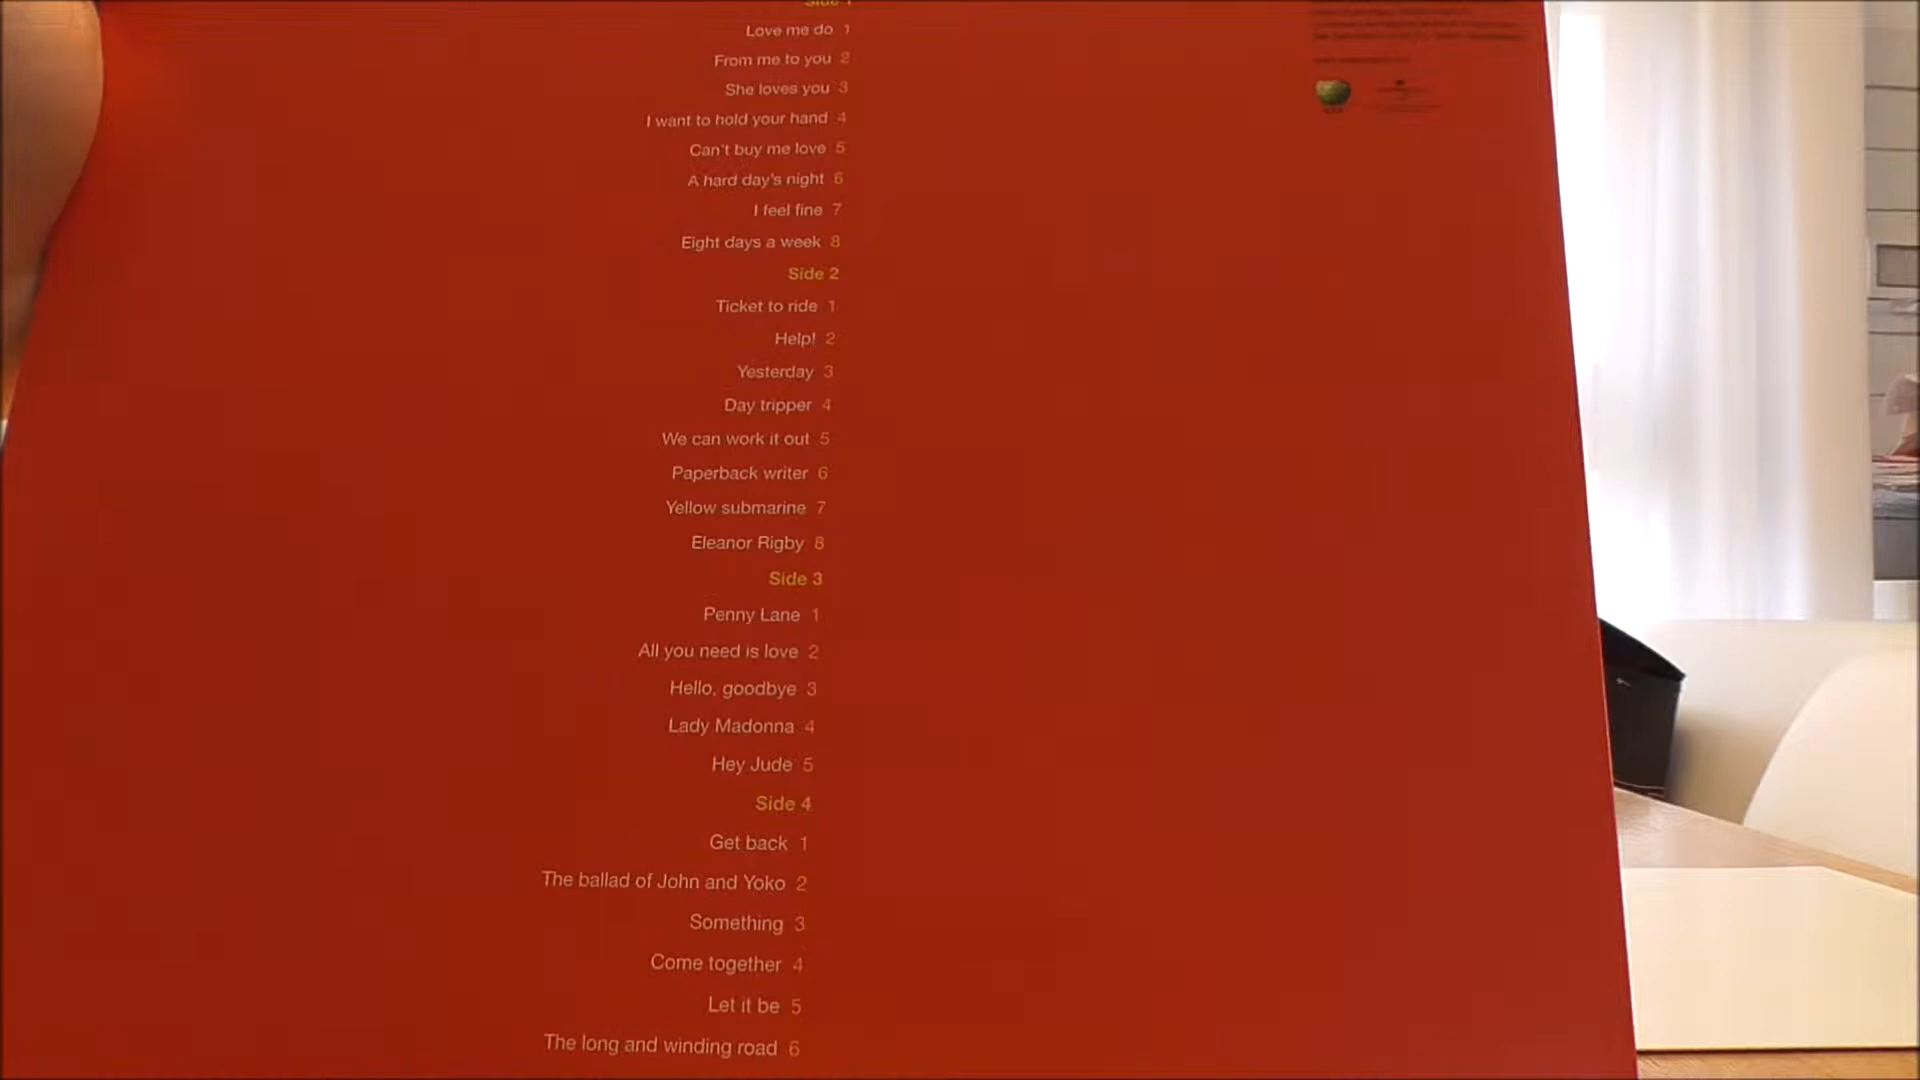 Side 1
Love me do 1
From me to you 2
She loves you 3
I want to hold your hand 4
Can't buy me love 5
A hard day's night 6
I feel fine 7
Eight days a week 8
Side 2
Ticket to ride 1
Help! 2
Yesterday 3
Day tripper 4
We can work it out 5
Paperback writer 6
Yellow submarine 7
Eleanor Rigby 8
Side 3
Penny Lane 1
All you need is love 2
Hello, goodbye 3
Lady Madonna 4
Hey Jude 5
Side 4
Get back 1
The ballad of John and Yoko 2
Something 3
Come together 4
Let it be 5
The long and winding road 6